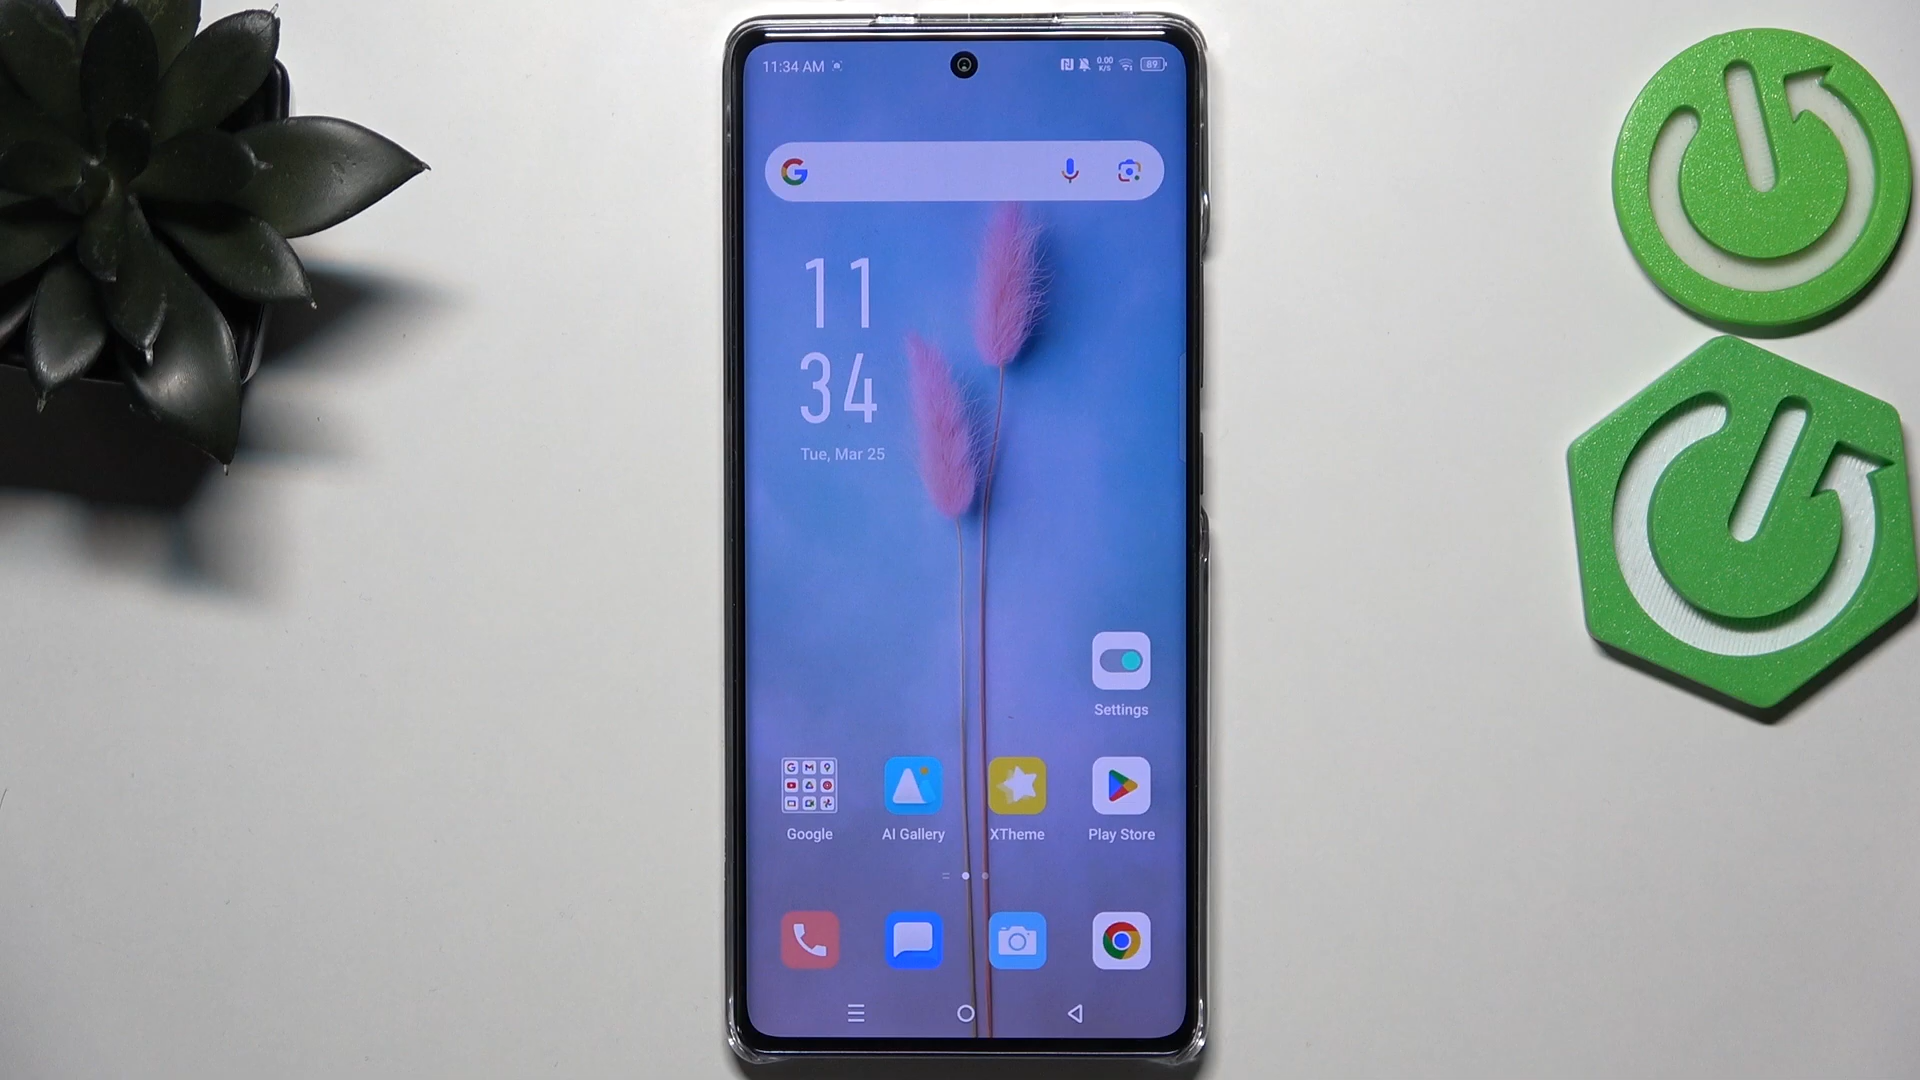 11:34 AM
0.00
K/S
89
11
34
Tue, Mar 25
Settings
Google
AI Gallery
XTheme
Play Store